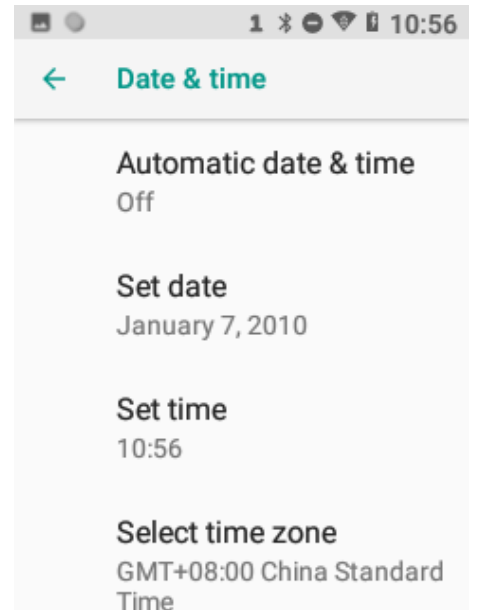 1 10:56
Date & time
Automatic date & time
Off
Set date
January 7, 2010
Set time
10:56
Select time zone
GMT+08:00 China Standard
Time